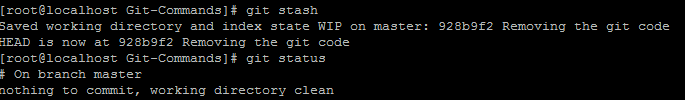 [root@localhost Git-Commands]# git stash
Saved working directory and index state WIP on master: 928b9f2 Removing the git code
HEAD is now at 928b9f2 Removing the git code
[root@localhost Git-Commands]# git status
# On branch master
nothing to commit, working directory clean